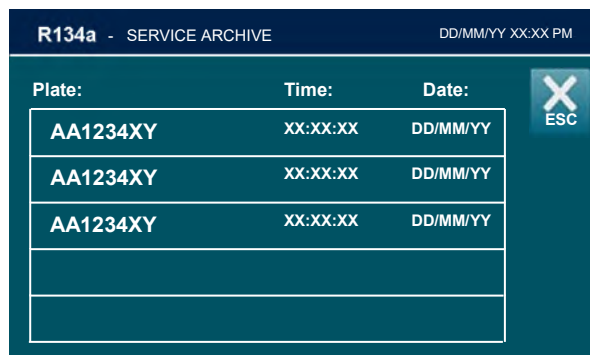 R134a - SERVICE ARCHIVE DD/MM/YY XX:XX PM
Plate: Time: Date:
ESC
AA1234XY XX:XX:XX DD/MM/YY
AA1234XY XX:XX:XX DD/MM/YY
AA1234XY XX:XX:XX DD/MM/YY